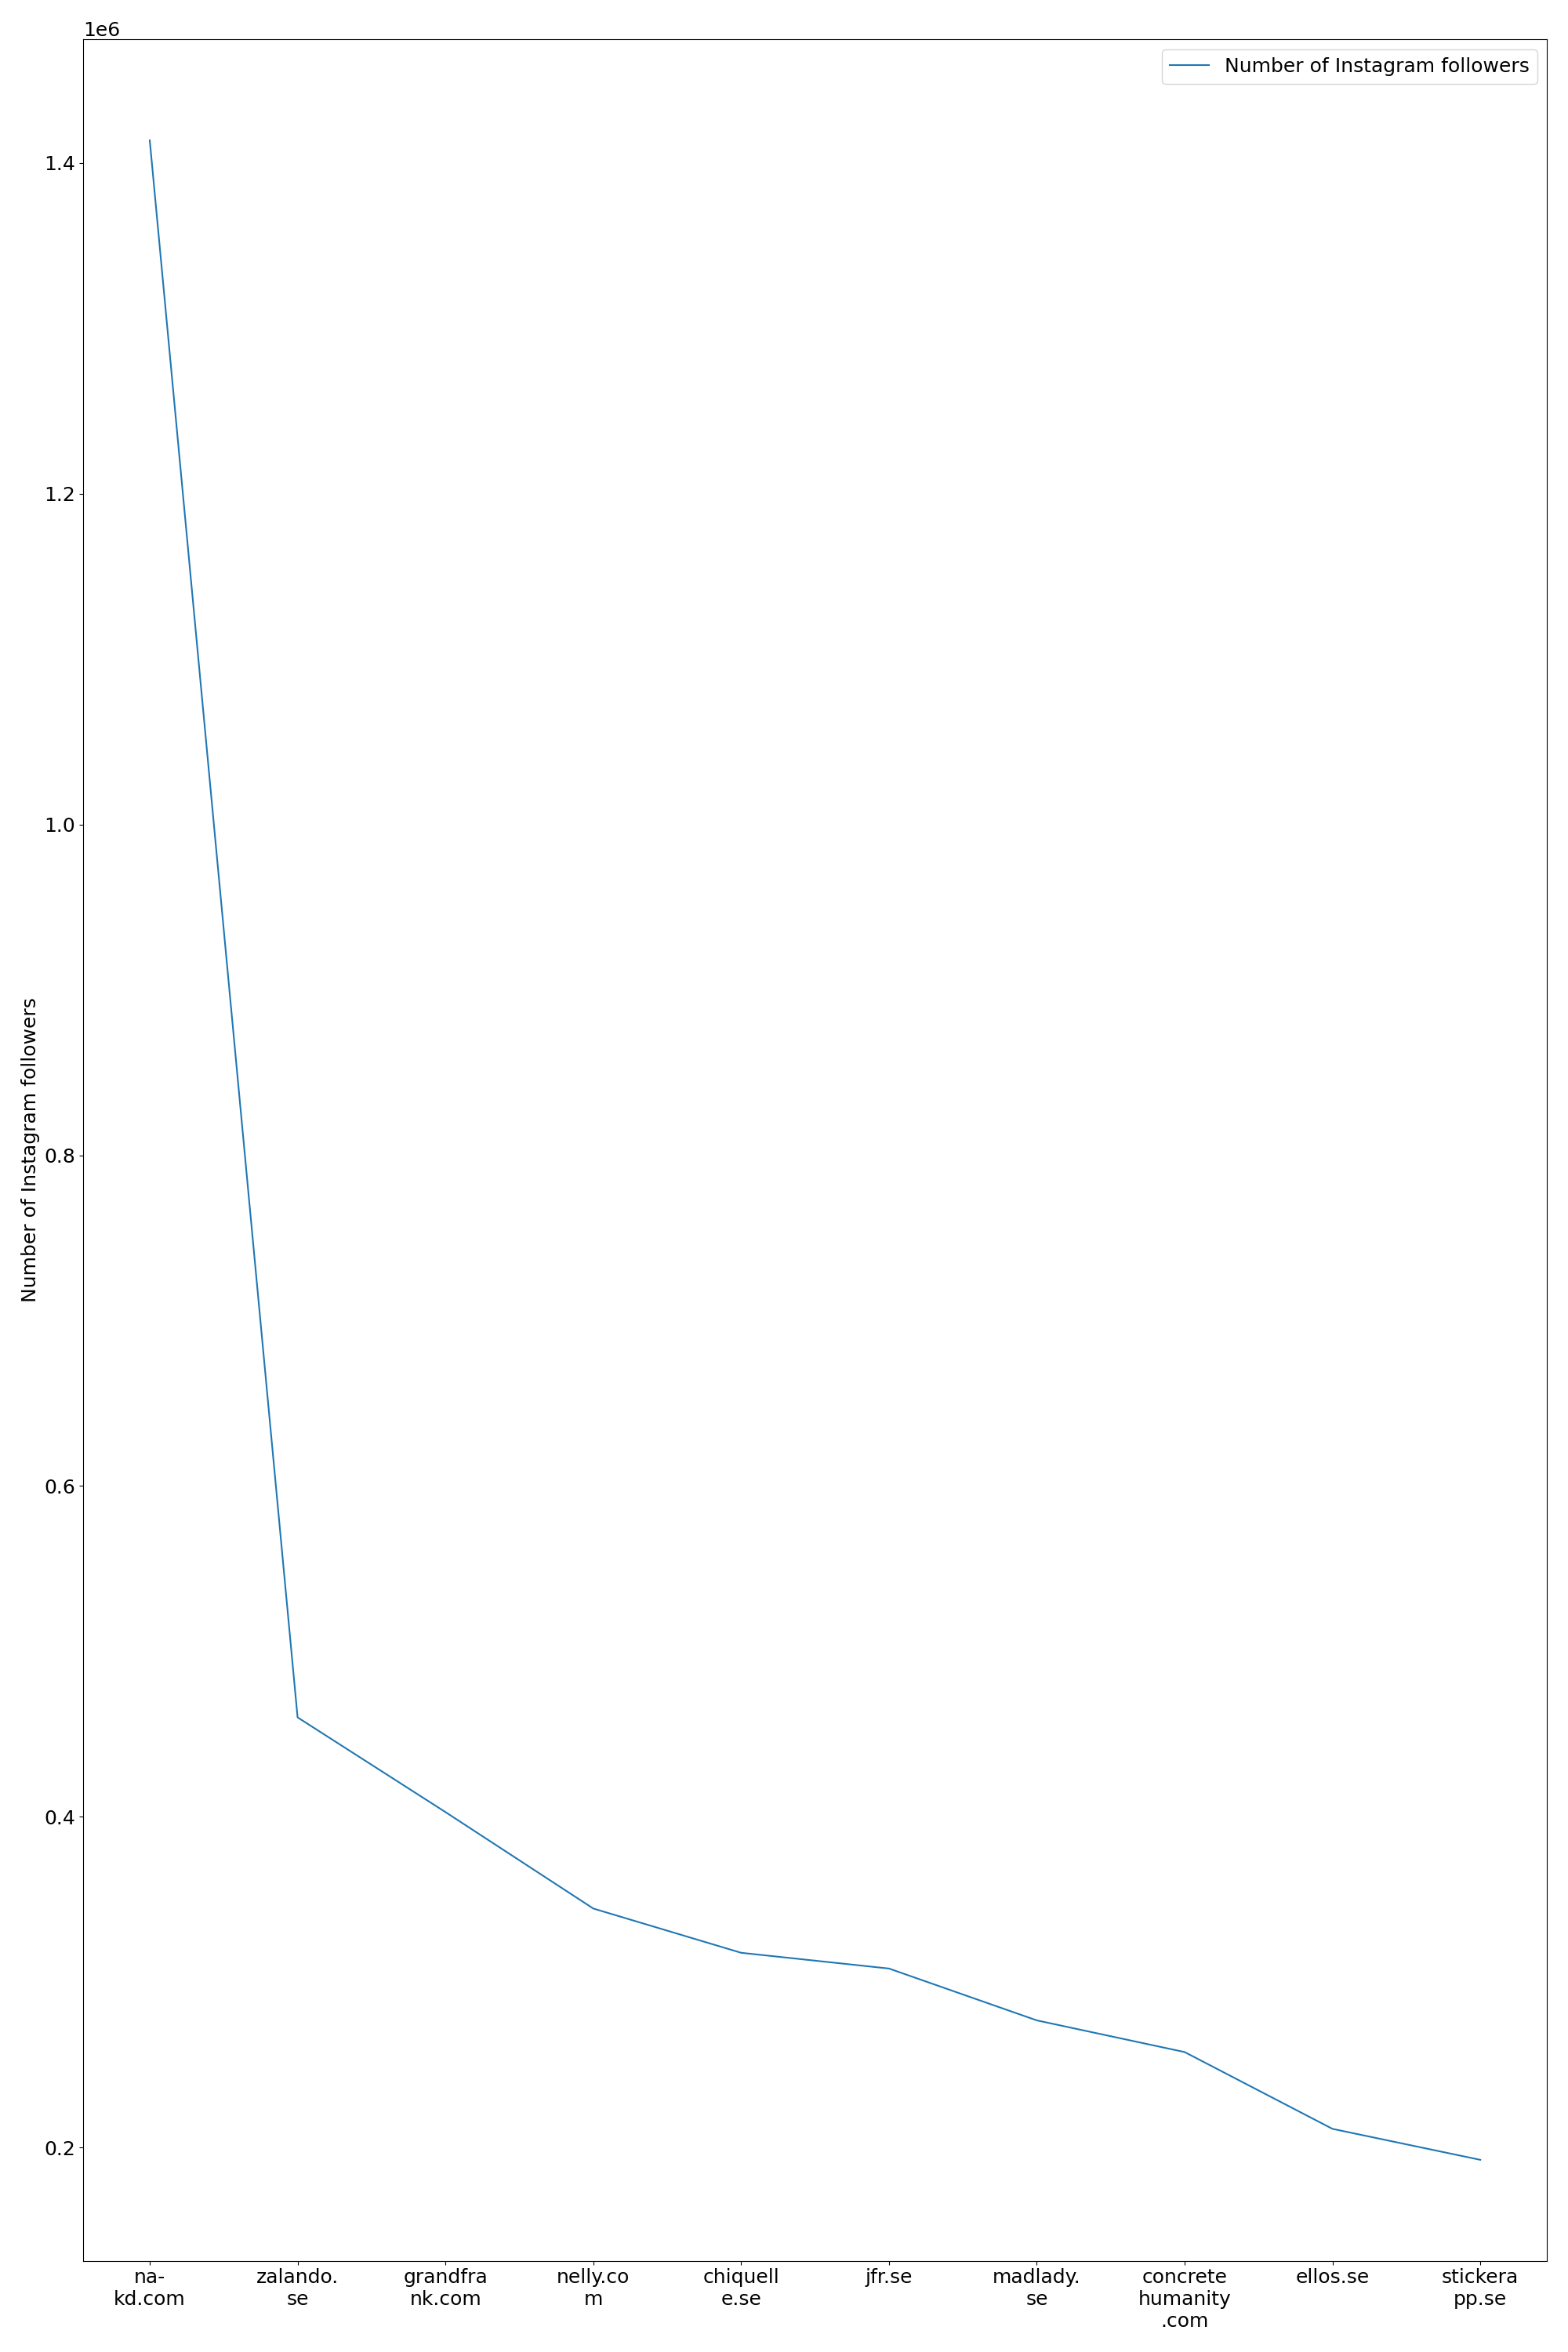 1e6
Number of Instagram followers
1.4
1.2
1.0
0.8
0.6
0.4
0.2
Number of Instagram followers
na-
kd.com
zalando.
se
grandfra
nk.com
nelly.co
m
chiquell
e.se
jfr.se
madlady.
se
concrete
humanity
.com
ellos.se
stickera
pp.se